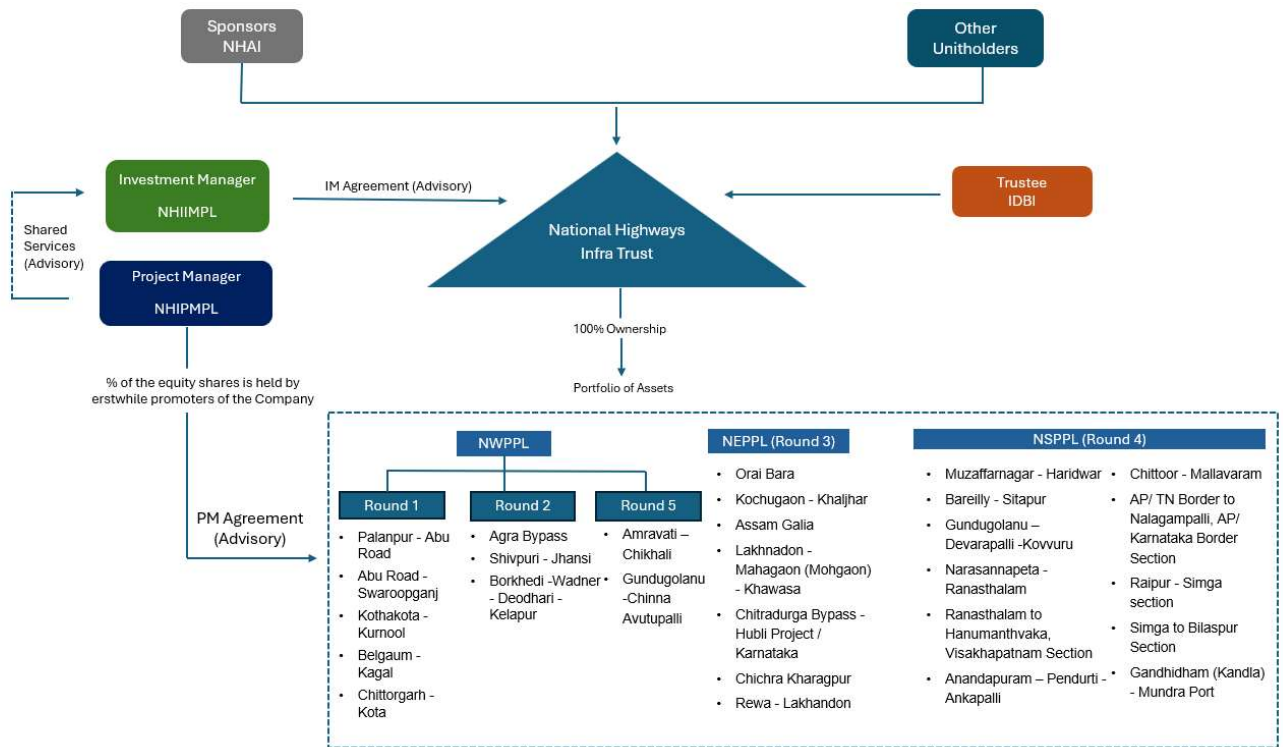 Sponsors
NHAI
Other
Unitholders
Investment Manager
NHIIMPL
IM Agreement (Advisory)
Trustee
IDBI
Shared
Services
(Advisory)
National Highways
Infra Trust
Project Manager
NHIPMPL
100% Ownership
% of the equity shares is held by
erstwhile promoters of the Company
Portfolio of Assets
PM Agreement
(Advisory)
NWPPL
Round 1
• Palanpur - Abu
Road
• Abu Road -
Swaroopganj
• Kothakota -
Kurnool
• Belgaum -
Kagal
• Chittorgarh -
Kota
Round 2
• Agra Bypass
• Shivpuri - Jhansi
• Borkhedi -Wadner
- Deodhari -
Kelapur
Round 5
• Amravati –
Chikhali
• Gundugolanu
-Chinna
Avutupalli
NEPPL (Round 3)
• Orai Bara
• Kochugaon - Khaljhar
• Assam Galia
• Lakhnadon -
Mahagaon (Mohgaon)
- Khawasa
• Chitradurga Bypass -
Hubli Project /
Karnataka
• Chichra Kharagpur
• Rewa - Lakhandon
NSPPL (Round 4)
• Muzaffarnagar - Haridwar
• Bareilly - Sitapur
• Gundugolanu –
Devarapalli -Kovvuru
• Narasannapeta -
Ranasthalam
• Ranasthalam to
Hanumanthvaka,
Visakhapatnam Section
• Anandapuram – Pendurti -
Ankapalli
• Chittoor - Mallavaram
• AP/ TN Border to
Nalagampalli, AP/
Karnataka Border
Section
• Raipur - Simga
section
• Simga to Bilaspur
Section
• Gandhidham (Kandla)
- Mundra Port